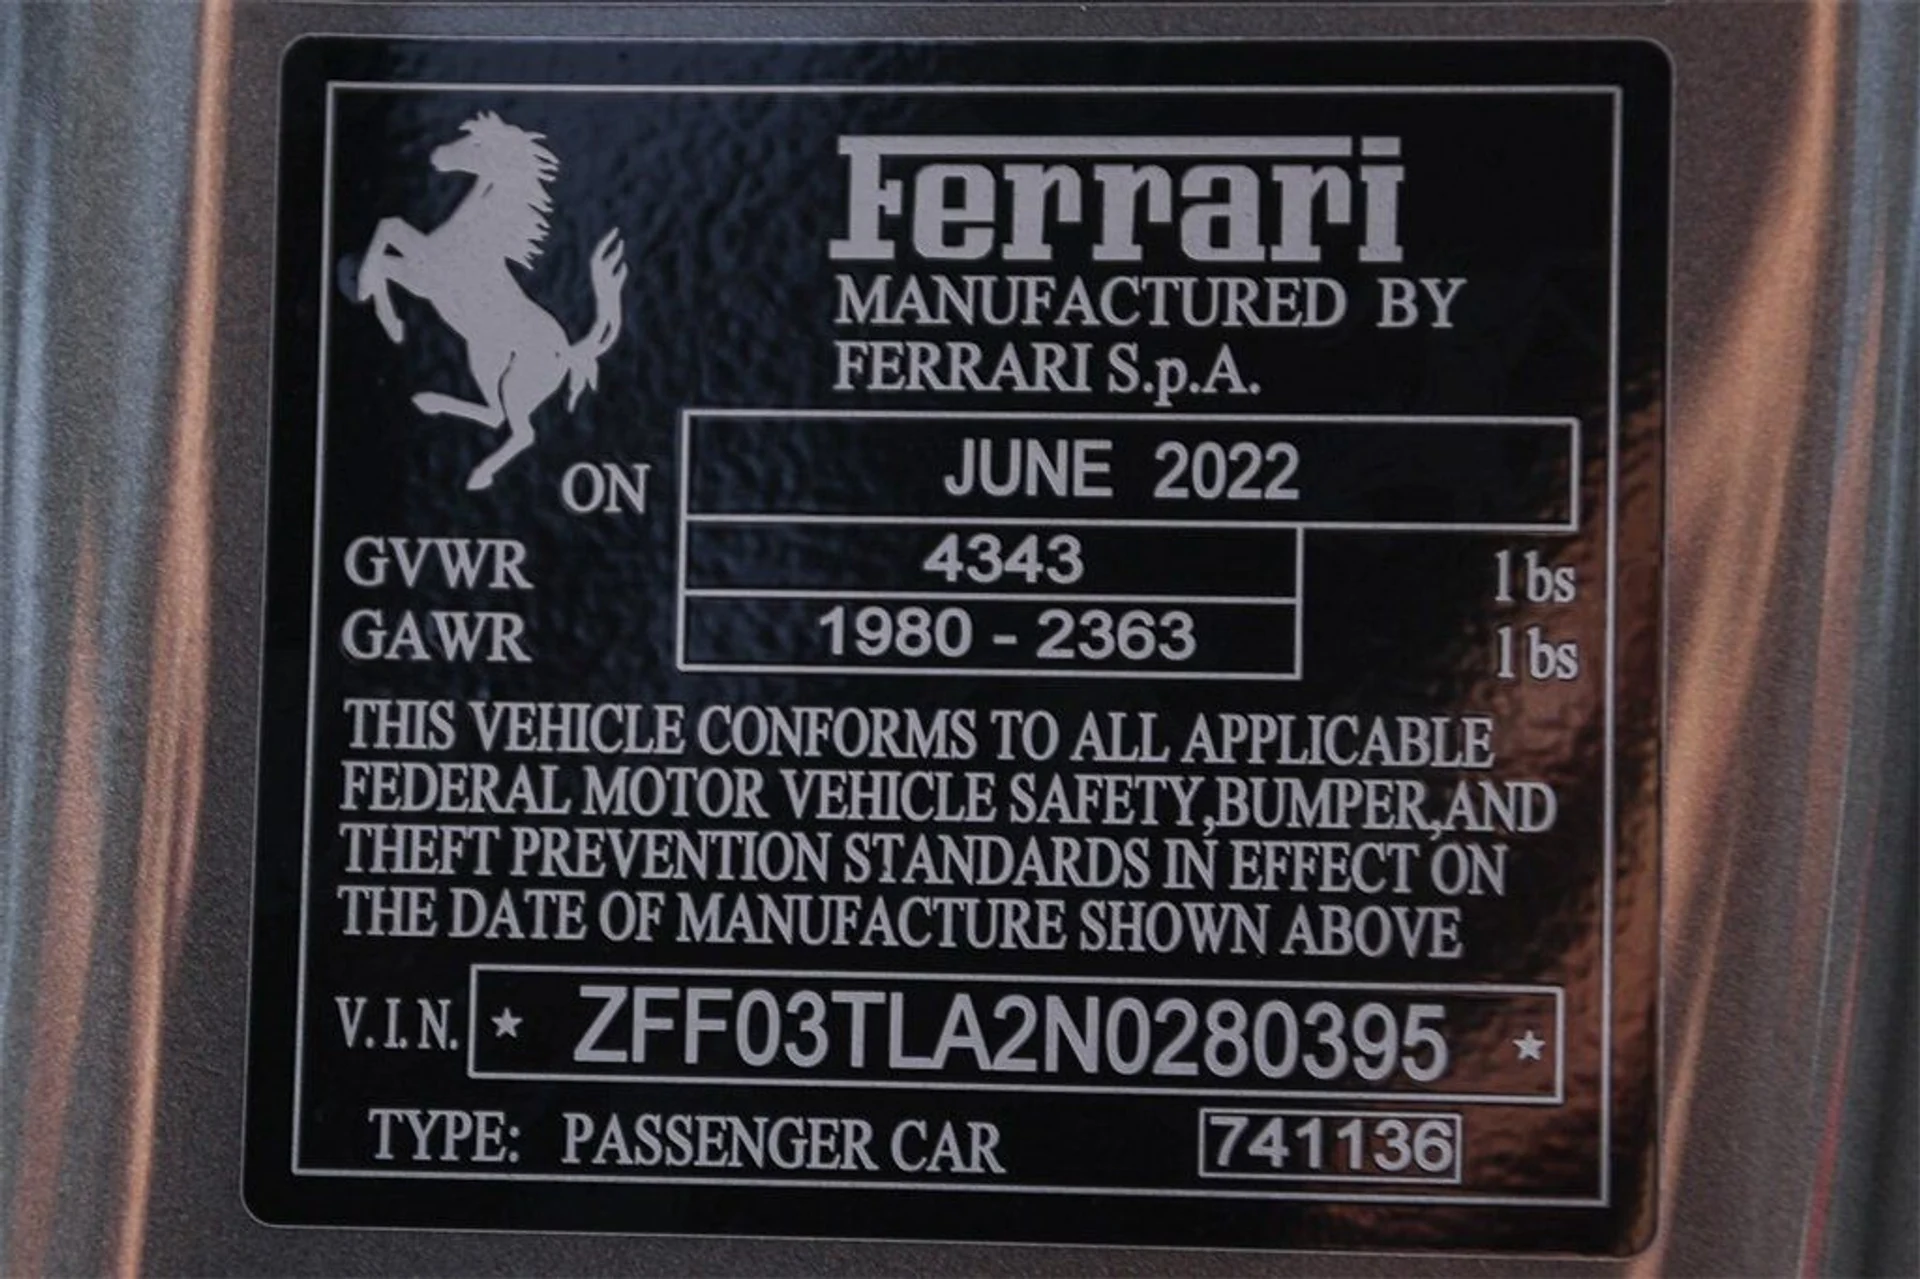 Ferrari
MANUFACTURED BY
FERRARI S.p.A.
ON JUNE 2022
GVWR 4343 lbs
GAWR 1980 - 2363 lbs
THIS VEHICLE CONFORMS TO ALL APPLICABLE
FEDERAL MOTOR VEHICLE SAFETY,BUMPER,AND
THEFT PREVENTION STANDARDS IN EFFECT ON
THE DATE OF MANUFACTURE SHOWN ABOVE
V.I.N. ★ ZFF03TLA2N0280395 ★
TYPE: PASSENGER CAR 741136